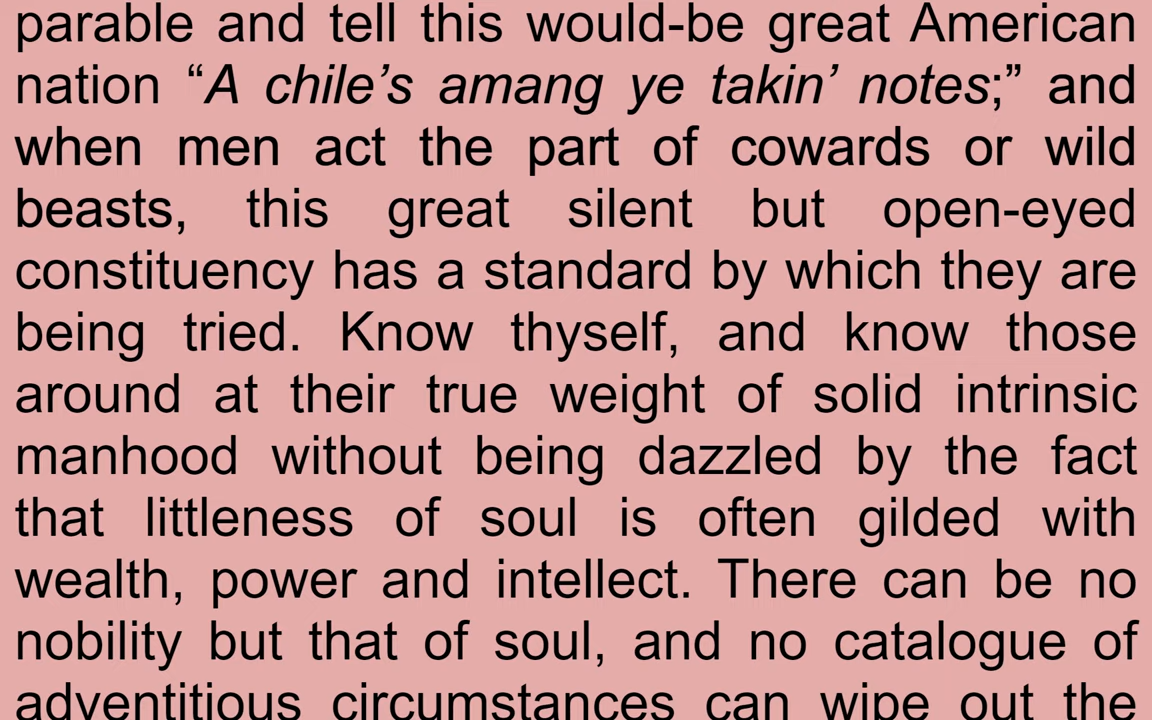 parable and tell this would-be great American
nation “A chile’s amang ye takin’ notes;” and
when men act the part of cowards or wild
beasts, this great silent but open-eyed
constituency has a standard by which they are
being tried. Know thyself, and know those
around at their true weight of solid intrinsic
manhood without being dazzled by the fact
that littleness of soul is often gilded with
wealth, power and intellect. There can be no
nobility but that of soul, and no catalogue of
adventitious circumstances can wipe out the